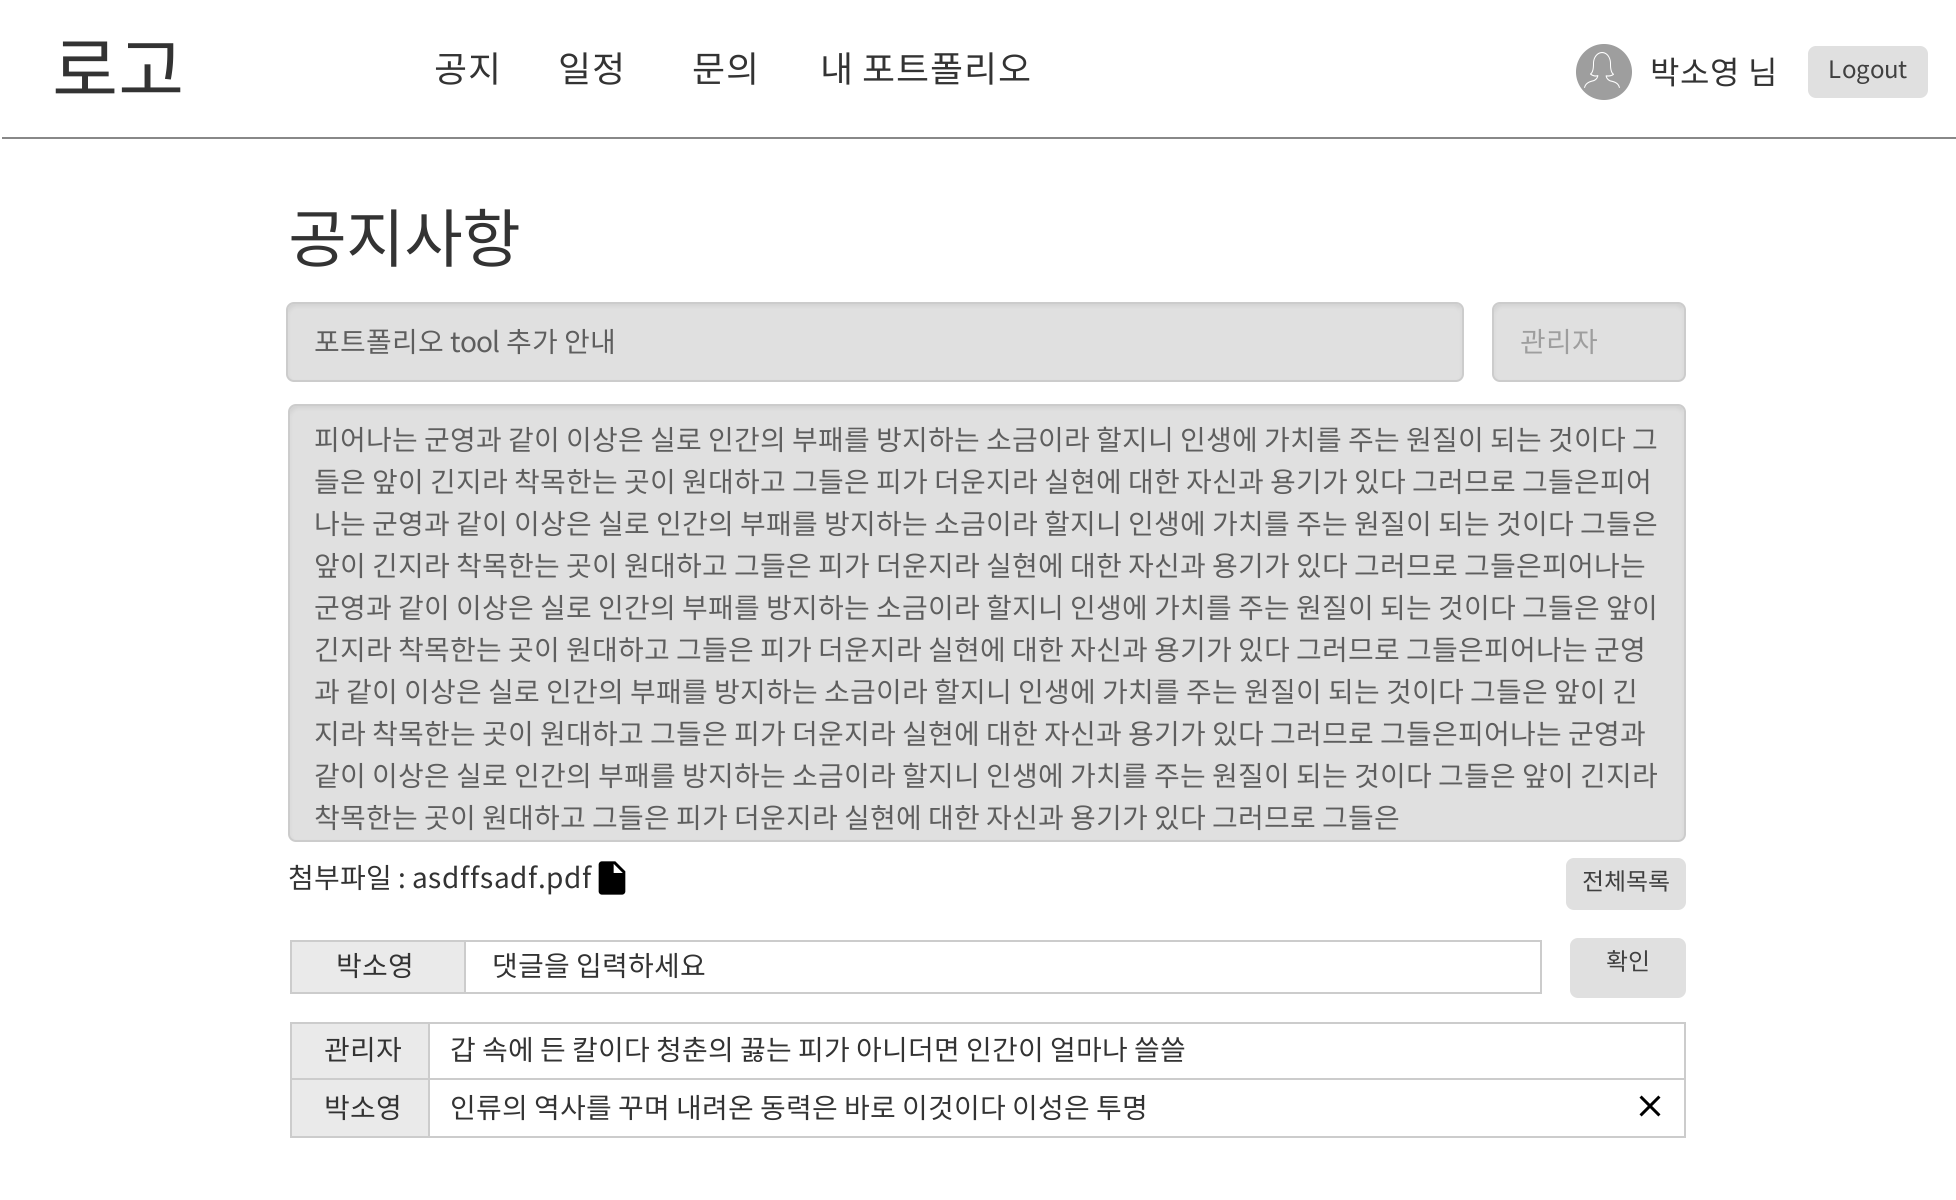 로고
공지 일정 문의 내 포트폴리오
박소영 님 Logout
공지사항
포트폴리오 tool 추가 안내 관리자
피어나는 군영과 같이 이상은 실로 인간의 부패를 방지하는 소금이라 할지니 인생에 가치를 주는 원질이 되는 것이다 그
들은 앞이 긴지라 착목한는 곳이 원대하고 그들은 피가 더운지라 실현에 대한 자신과 용기가 있다 그러므로 그들은피어
나는 군영과 같이 이상은 실로 인간의 부패를 방지하는 소금이라 할지니 인생에 가치를 주는 원질이 되는 것이다 그들은
앞이 긴지라 착목한는 곳이 원대하고 그들은 피가 더운지라 실현에 대한 자신과 용기가 있다 그러므로 그들은피어나는
군영과 같이 이상은 실로 인간의 부패를 방지하는 소금이라 할지니 인생에 가치를 주는 원질이 되는 것이다 그들은 앞이
긴지라 착목한는 곳이 원대하고 그들은 피가 더운지라 실현에 대한 자신과 용기가 있다 그러므로 그들은피어나는 군영
과 같이 이상은 실로 인간의 부패를 방지하는 소금이라 할지니 인생에 가치를 주는 원질이 되는 것이다 그들은 앞이 긴
지라 착목한는 곳이 원대하고 그들은 피가 더운지라 실현에 대한 자신과 용기가 있다 그러므로 그들은피어나는 군영과
같이 이상은 실로 인간의 부패를 방지하는 소금이라 할지니 인생에 가치를 주는 원질이 되는 것이다 그들은 앞이 긴지라
착목한는 곳이 원대하고 그들은 피가 더운지라 실현에 대한 자신과 용기가 있다 그러므로 그들은
첨부파일 : asdffsadf.pdf 전체목록
박소영 댓글을 입력하세요 확인
관리자 갑 속에 든 칼이다 청춘의 끓는 피가 아니더면 인간이 얼마나 쓸쓸
박소영 인류의 역사를 꾸며 내려온 동력은 바로 이것이다 이성은 투명